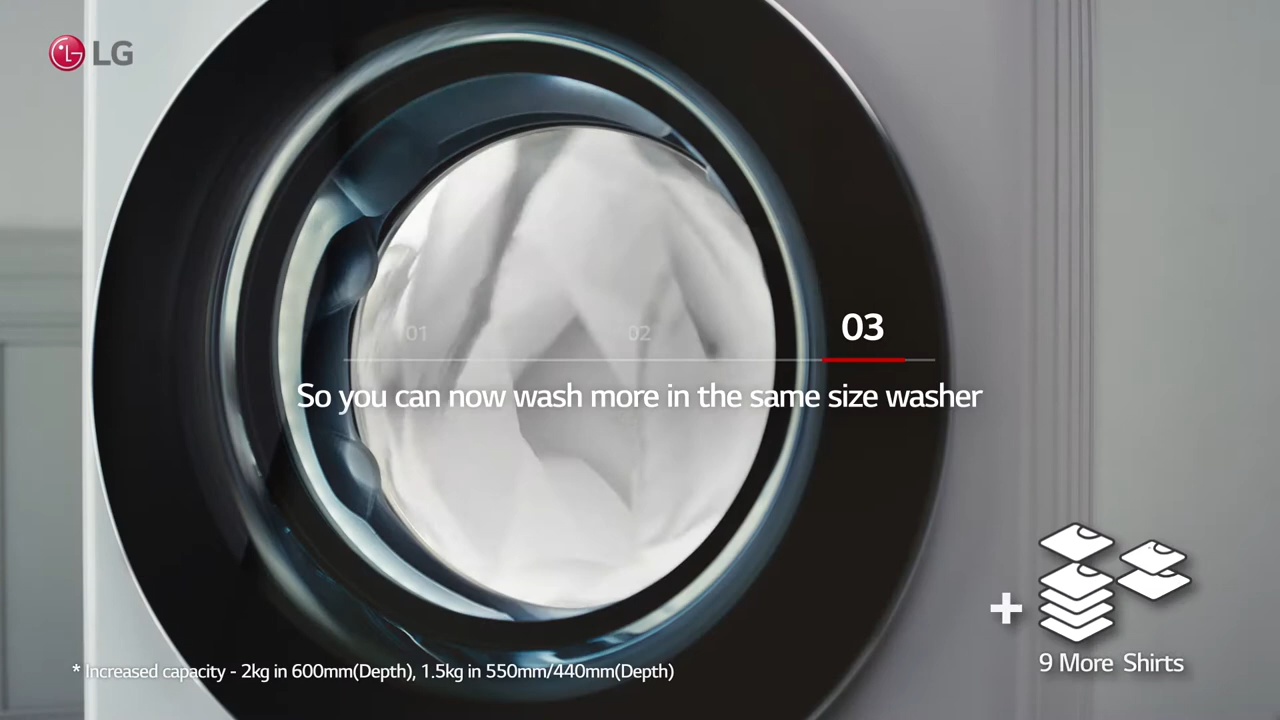 LG
01
02
03
So you can now wash more in the same size washer
9 More Shirts
* Increased capacity - 2kg in 600mm(Depth), 1.5kg in 550mm/440mm(Depth)